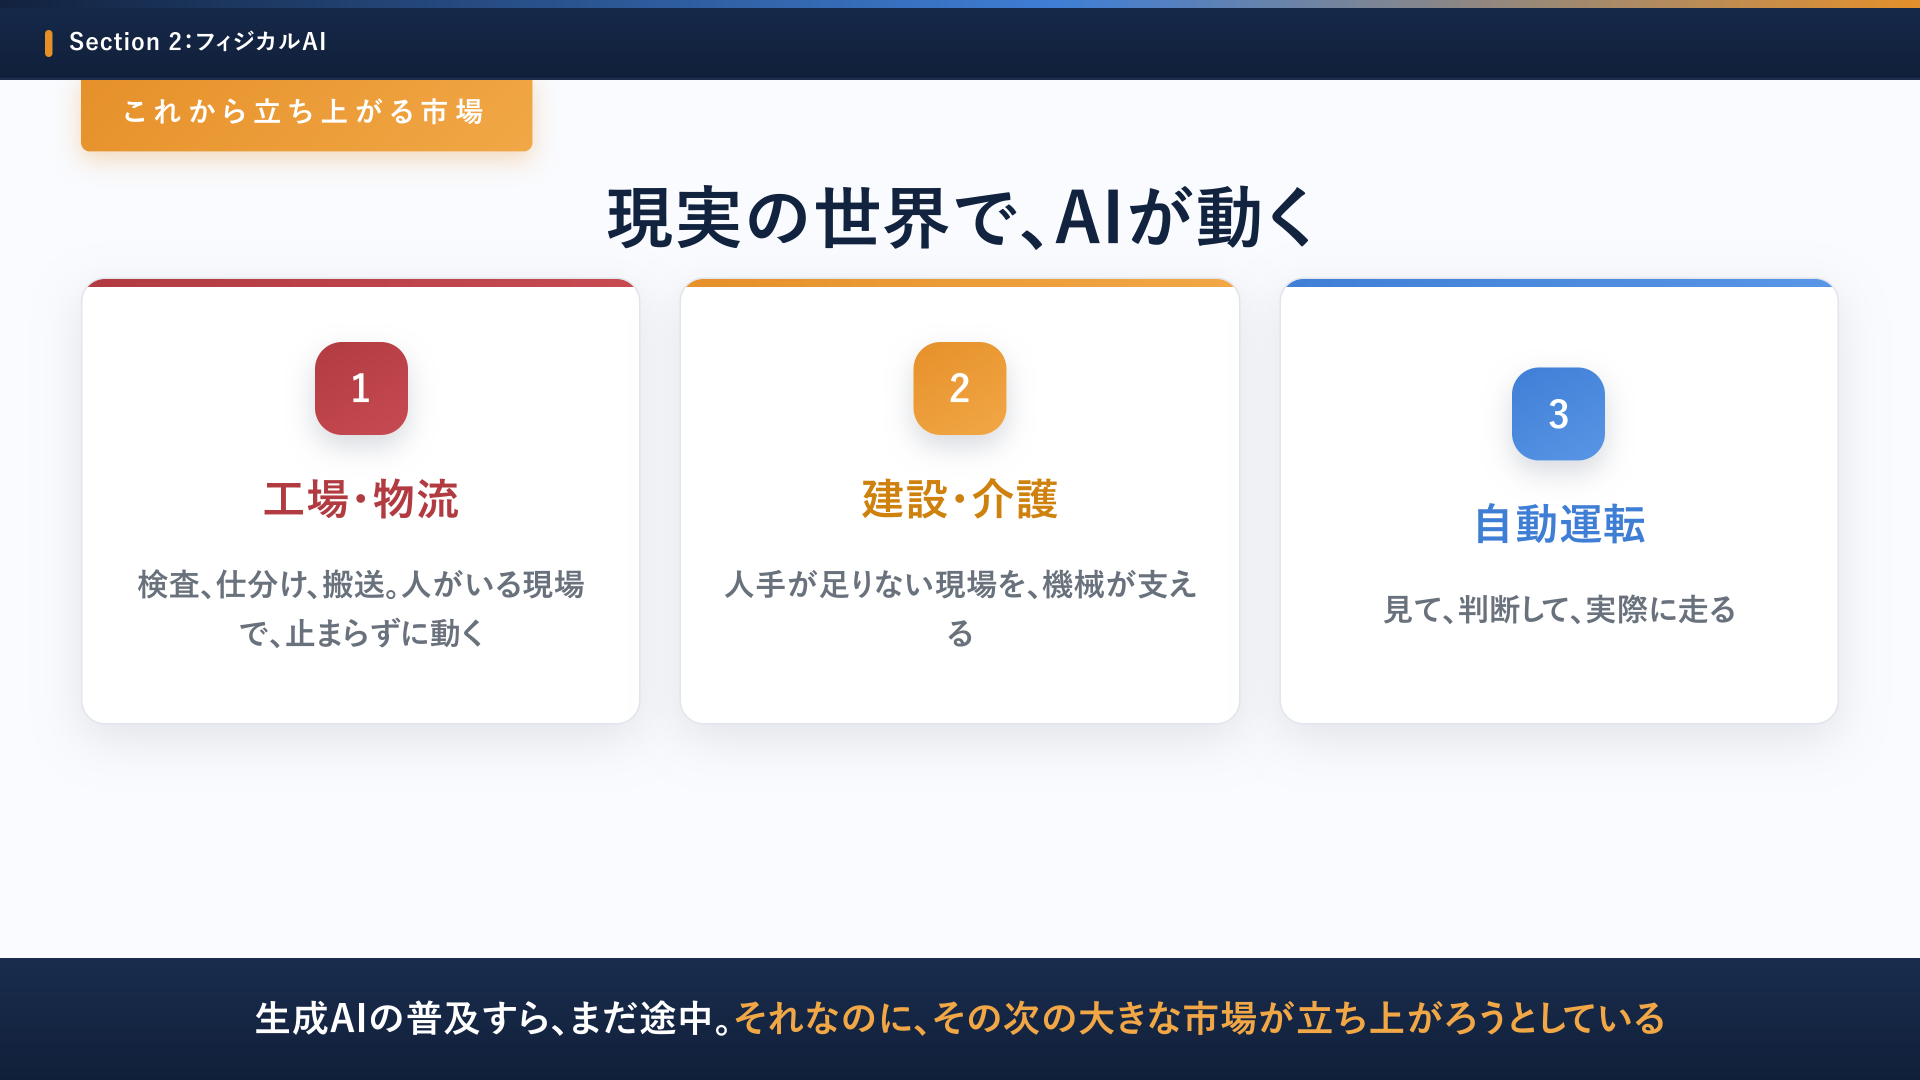 Section 2：フィジカルAI
これから立ち上がる市場
現実の世界で、AIが動く
1
工場・物流
検査、仕分け、搬送。人がいる現場
で、止まらずに動く
2
建設・介護
人手が足りない現場を、機械が支え
る
3
自動運転
見て、判断して、実際に走る
生成AIの普及すら、まだ途中。それなのに、その次の大きな市場が立ち上がろうとしている